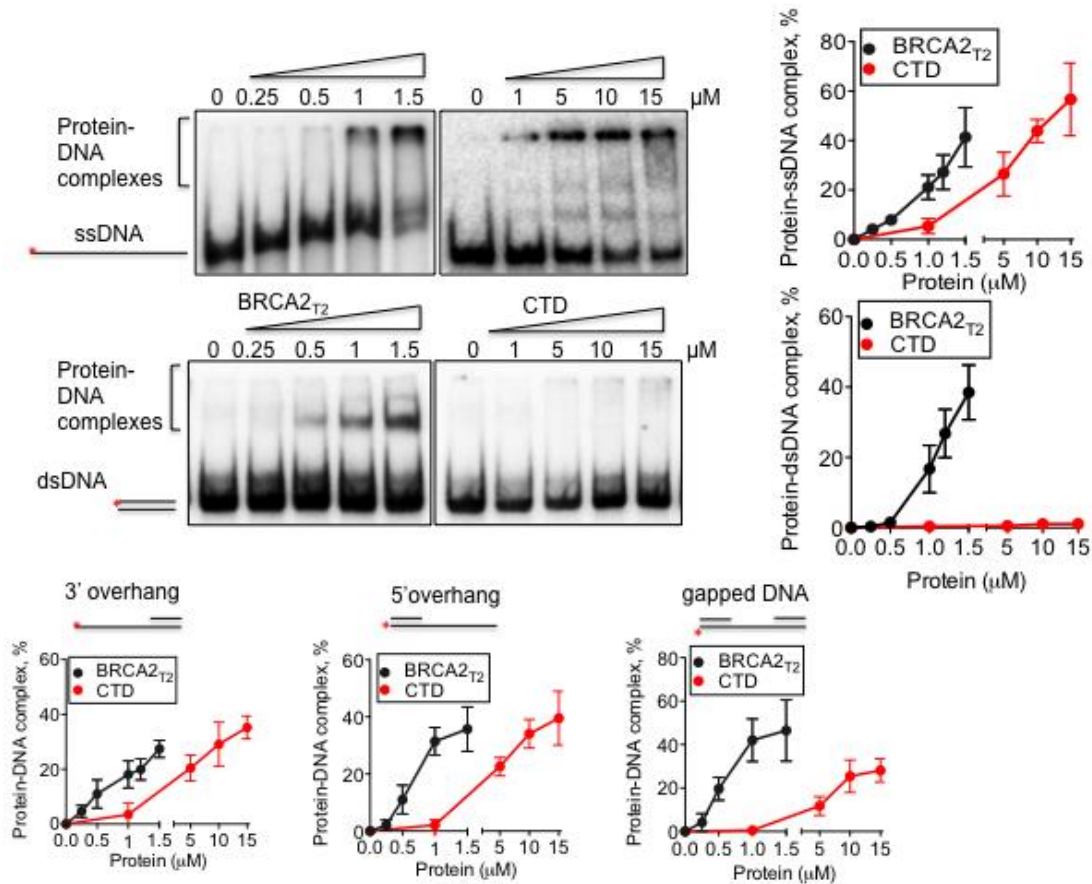 0 0.25 0.5 1 1.5
0 1 5 10 15 μM
Protein-
DNA
complexes
ssDNA
BRCA2T2
CTD
0 0.25 0.5 1 1.5
0 1 5 10 15 μM
Protein-
DNA
complexes
dsDNA
Protein-ssDNA complex, %
80
60
40
20
0
BRCA2T2
CTD
0.0 0.5 1.0 1.5 5 10 15
Protein (μM)
Protein-dsDNA complex, %
60
40
20
0
BRCA2T2
CTD
0.0 0.5 1.0 1.5 5 10 15
Protein (μM)
3' overhang
Protein-DNA complex, %
60
40
20
0
BRCA2T2
CTD
0.0 0.5 1.0 1.5 5 10 15
Protein (μM)
5'overhang
Protein-DNA complex, %
60
40
20
0
BRCA2T2
CTD
0.0 0.5 1.0 1.5 5 10 15
Protein (μM)
gapped DNA
Protein-DNA complex, %
80
60
40
20
0
BRCA2T2
CTD
0.0 0.5 1.0 1.5 5 10 15
Protein (μM)